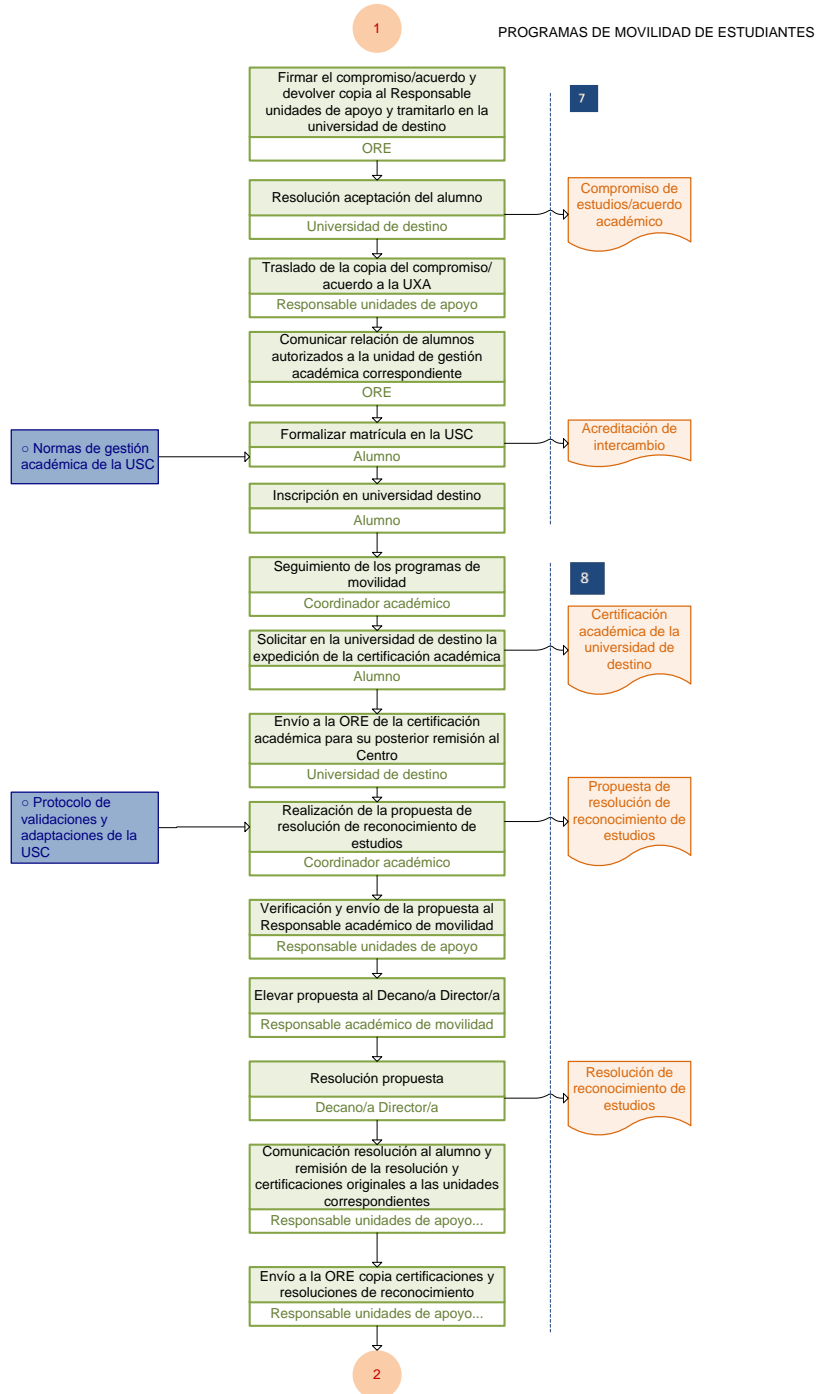 1
PROGRAMAS DE MOVILIDAD DE ESTUDIANTES
Firmar el compromiso/acuerdo y
devolver copia al Responsable
unidades de apoyo y tramitarlo en la
universidad de destino
ORE
7
Resolución aceptación del alumno
Universidad de destino
Compromiso de
estudios/acuerdo
académico
Traslado de la copia del compromiso/
acuerdo a la UXA
Responsable unidades de apoyo
Comunicar relación de alumnos
autorizados a la unidad de gestión
académica correspondiente
ORE
○ Normas de gestión
académica de la USC
Formalizar matrícula en la USC
Alumno
Acreditación de
intercambio
Inscripción en universidad destino
Alumno
Seguimiento de los programas de
movilidad
Coordinador académico
8
Solicitar en la universidad de destino la
expedición de la certificación académica
Alumno
Certificación
académica de la
universidad de
destino
Envío a la ORE de la certificación
académica para su posterior remisión al
Centro
Universidad de destino
○ Protocolo de
validaciones y
adaptaciones de la
USC
Realización de la propuesta de
resolución de reconocimiento de
estudios
Coordinador académico
Propuesta de
resolución de
reconocimiento de
estudios
Verificación y envío de la propuesta al
Responsable académico de movilidad
Responsable unidades de apoyo
Elevar propuesta al Decano/a Director/a
Responsable académico de movilidad
Resolución propuesta
Decano/a Director/a
Resolución de
reconocimiento de
estudios
Comunicación resolución al alumno y
remisión de la resolución y
certificaciones originales a las unidades
correspondientes
Responsable unidades de apoyo...
Envío a la ORE copia certificaciones y
resoluciones de reconocimiento
Responsable unidades de apoyo...
2